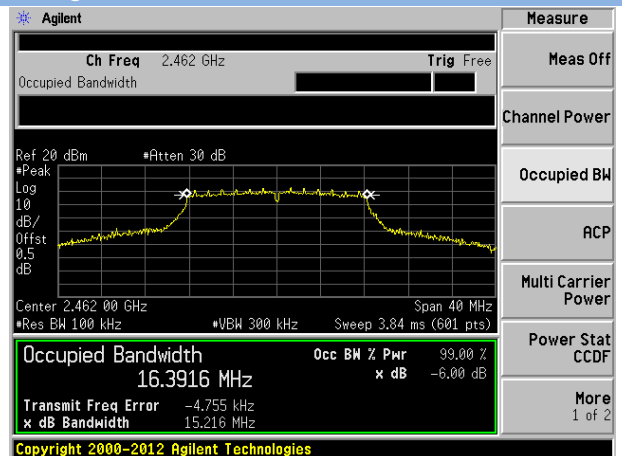 Agilent
Measure
Ch Freq 2.462 GHz Trig Free
Occupied Bandwidth
Meas Off
Channel Power
Occupied BW
ACP
Multi Carrier
Power
Power Stat
CCDF
More
1 of 2
Ref 20 dBm #Atten 30 dB
#Peak
Log
10
dB/
Offst
0.5
dB
Center 2.462 00 GHz Span 40 MHz
#Res BW 100 kHz #VBW 300 kHz Sweep 3.84 ms (601 pts)
Occupied Bandwidth Occ BW % Pwr 99.00 %
16.3916 MHz x dB -6.00 dB
Transmit Freq Error -4.755 kHz
x dB Bandwidth 15.216 MHz
Copyright 2000-2012 Agilent Technologies